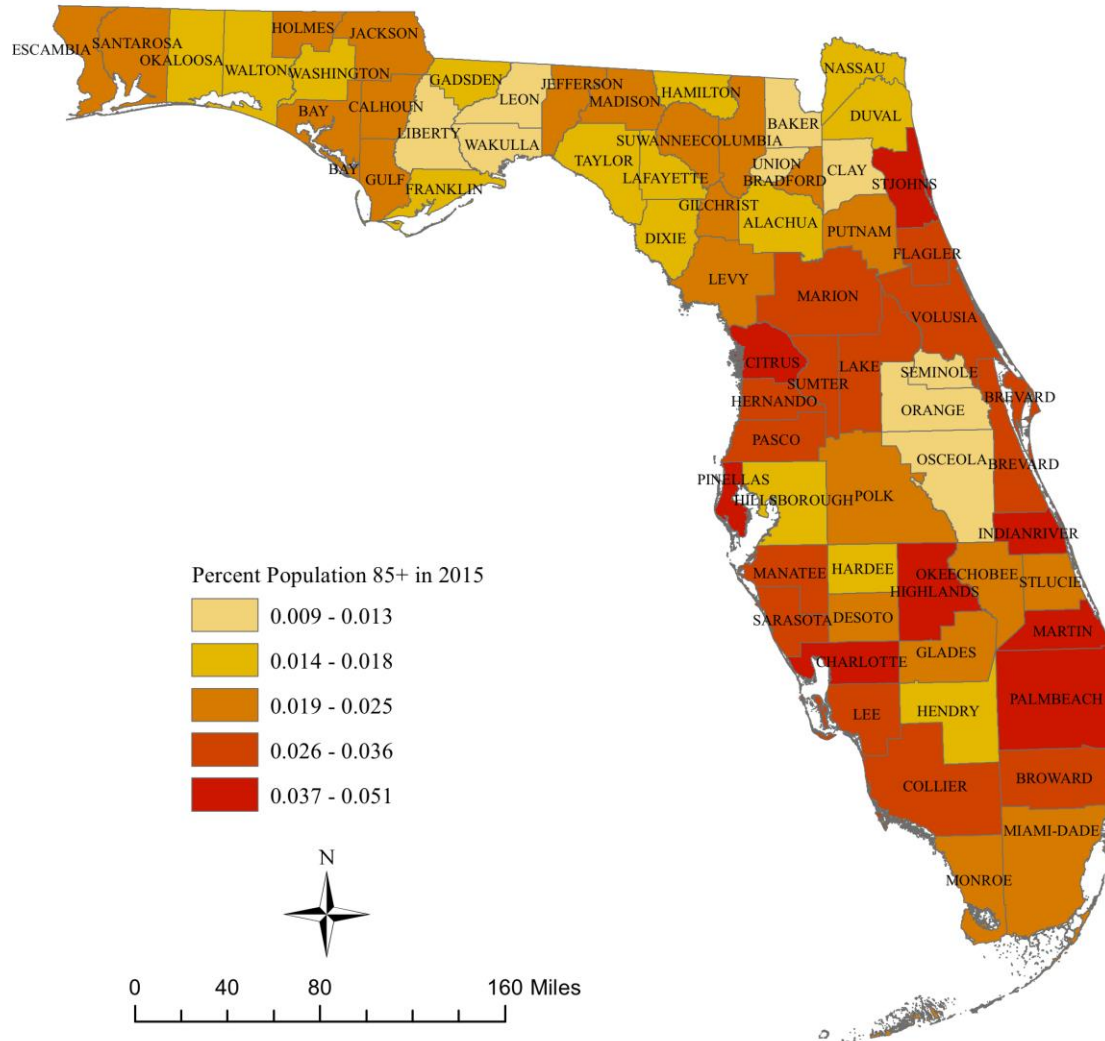 HOLMES
JACKSON
ESCAMBIA
SANTAROSA
OKALOOSA
WALTON
WASHINGTON
GADSDEN
LEON
JEFFERSON
MADISON
HAMILTON
NASSAU
BAY
CALHOUN
LIBERTY
WAKULLA
SUWANNEE
COLUMBIA
BAKER
DUVAL
BAY
GULF
FRANKLIN
TAYLOR
LAFAYETTE
UNION
BRADFORD
CLAY
STJOHNS
GILCHRIST
ALACHUA
PUTNAM
DIXIE
FLAGLER
LEVY
MARION
VOLUSIA
CITRUS
LAKE
SEMINOLE
SUMTER
BREVARD
HERNANDO
ORANGE
PASCO
OSCEOLA
BREVARD
PINELLAS
HILLSBOROUGH
POLK
INDIANRIVER
MANATEE
HARDEE
OKEECHOBEE
STLUCIE
HIGHLANDS
SARASOTA
DESOTO
MARTIN
CHARLOTTE
GLADES
PALMBEACH
LEE
HENDRY
COLLIER
BROWARD
MIAMI-DADE
MONROE
Percent Population 85+ in 2015
0.009 - 0.013
0.014 - 0.018
0.019 - 0.025
0.026 - 0.036
0.037 - 0.051
N
0 40 80 160 Miles